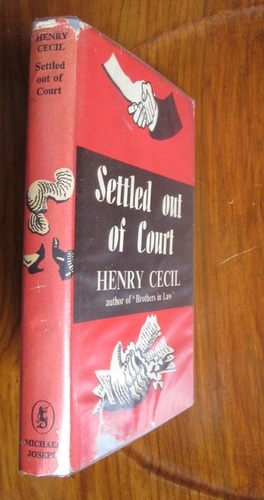 HENRY
CECIL
Settled
out of
Court
MICHAEL
JOSEPH
Settled out
of Court
HENRY CECIL
author of 'Brothers in Law'